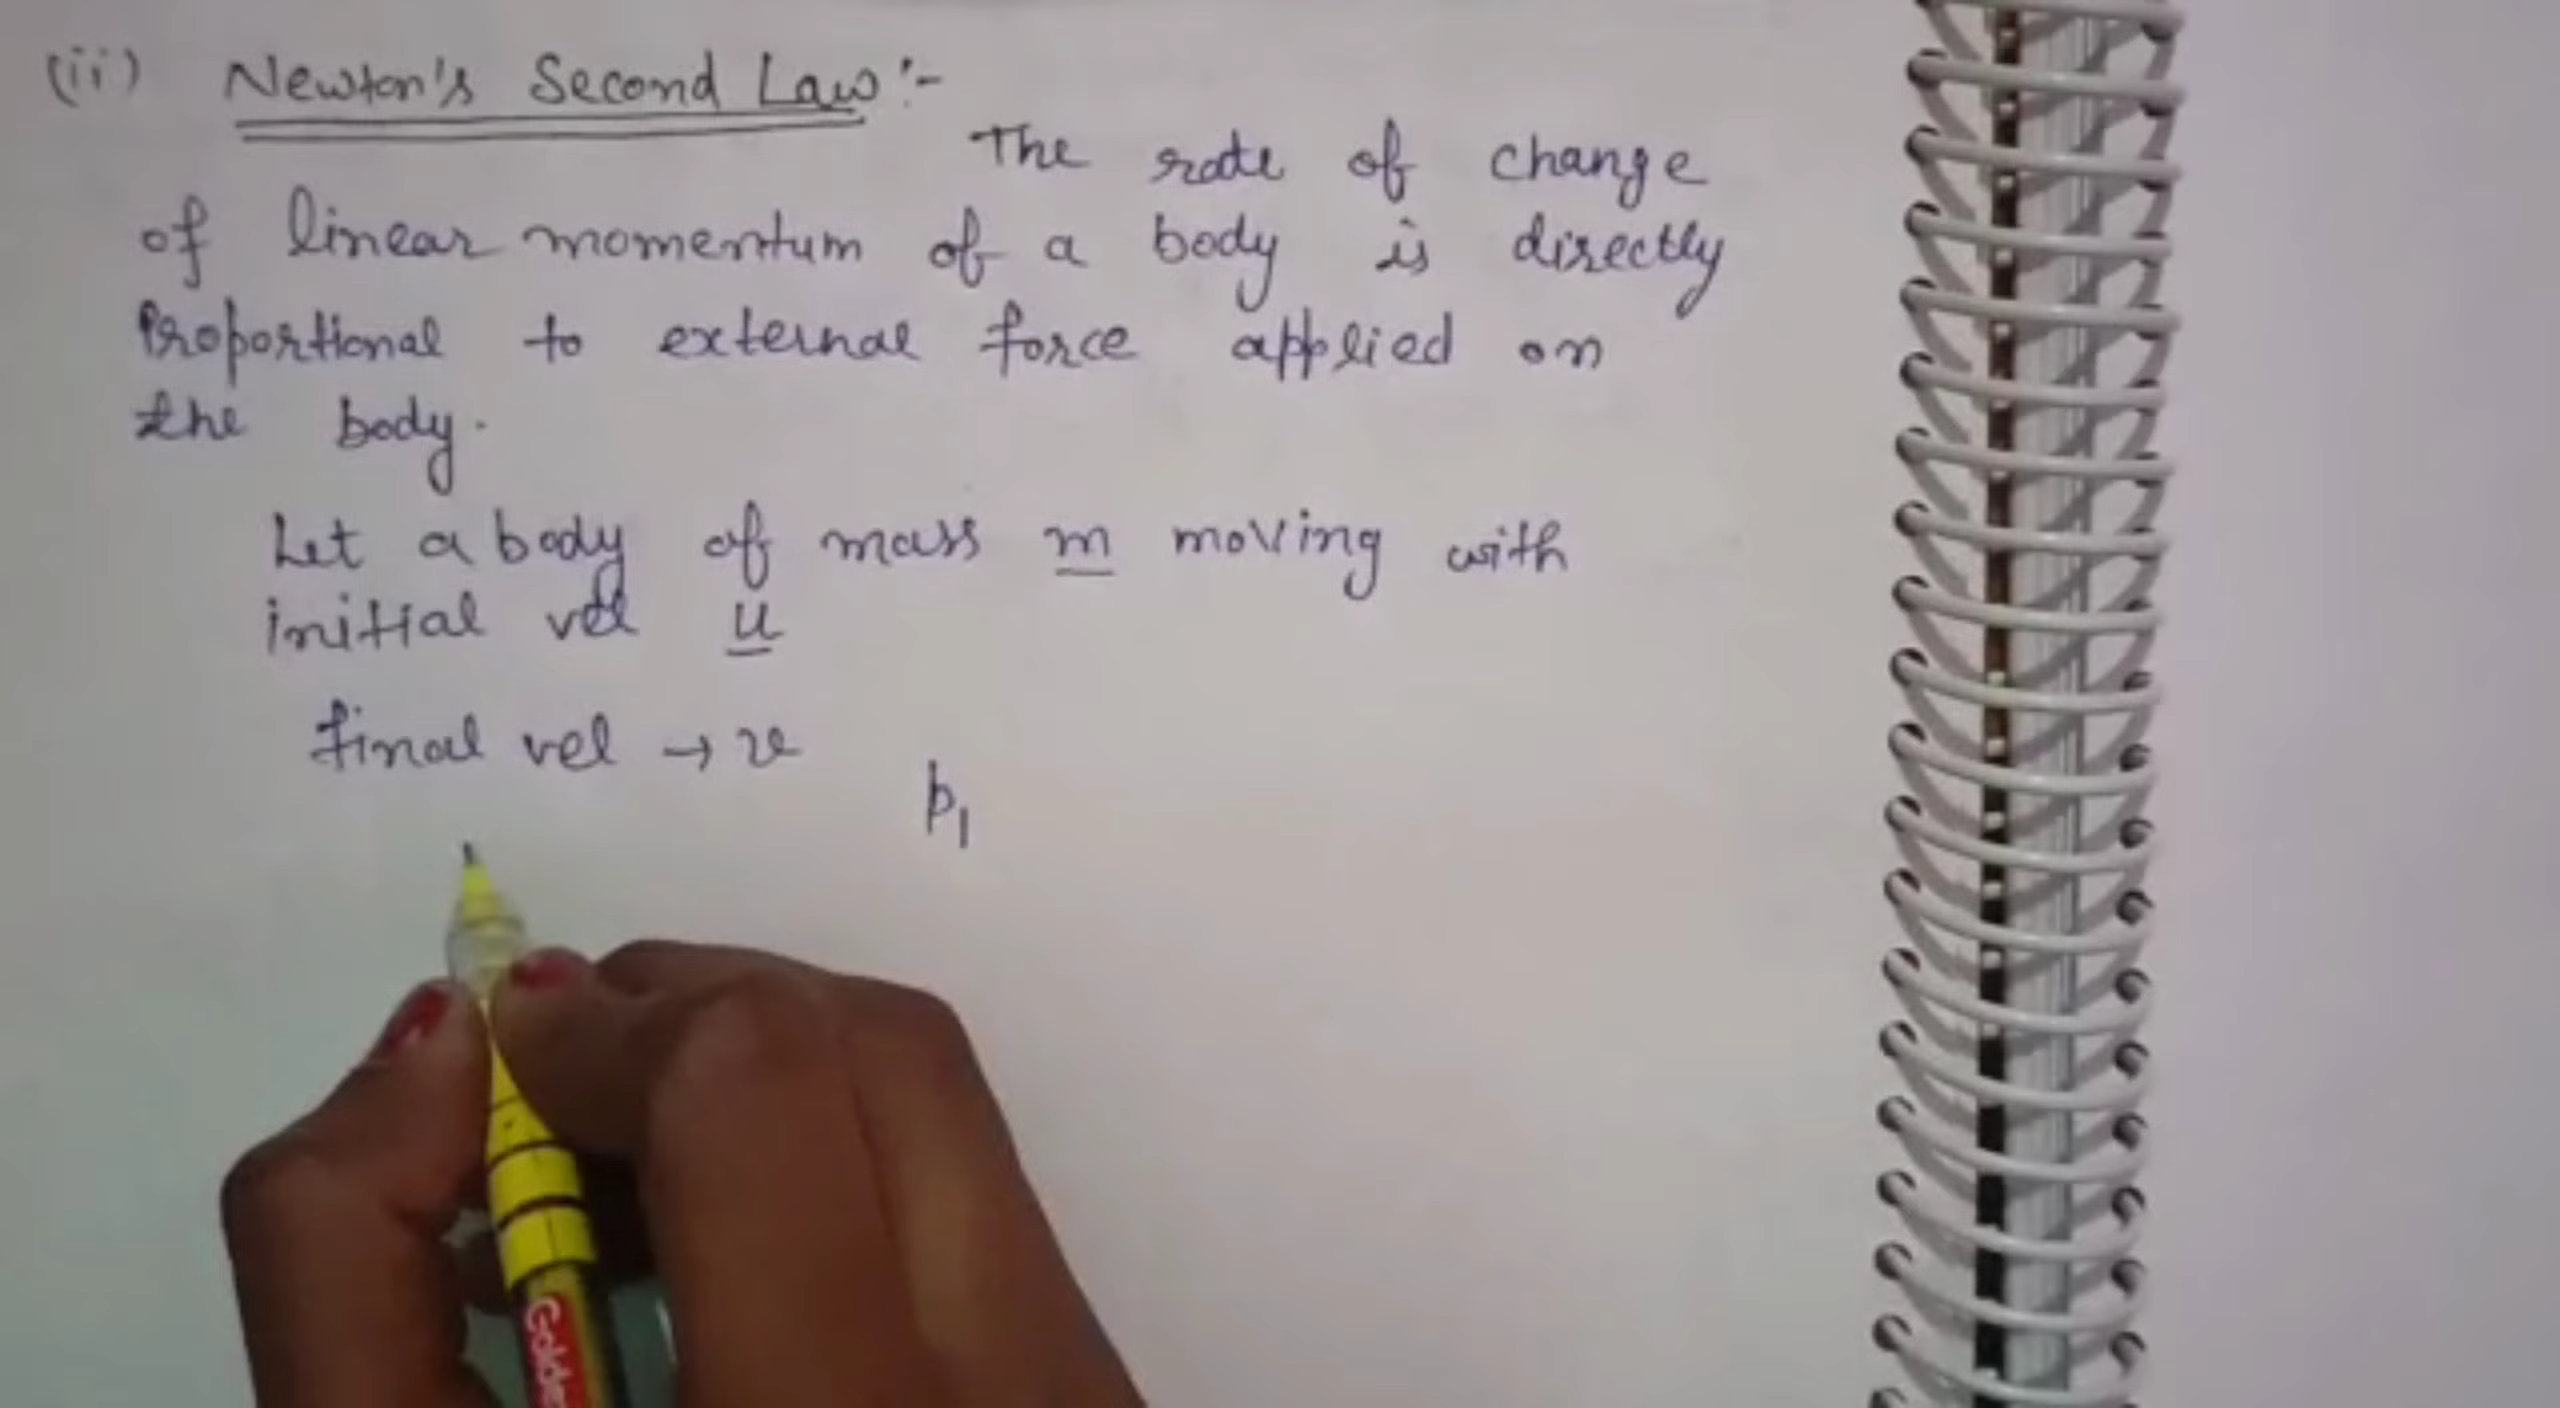 (ii) Newton's Second Law :-
The rate of change
of linear momentum of a body is directly
Proportional to external force applied on
the body.
Let a body of mass m moving with
initial vel u
final vel → v
p₁
Golde